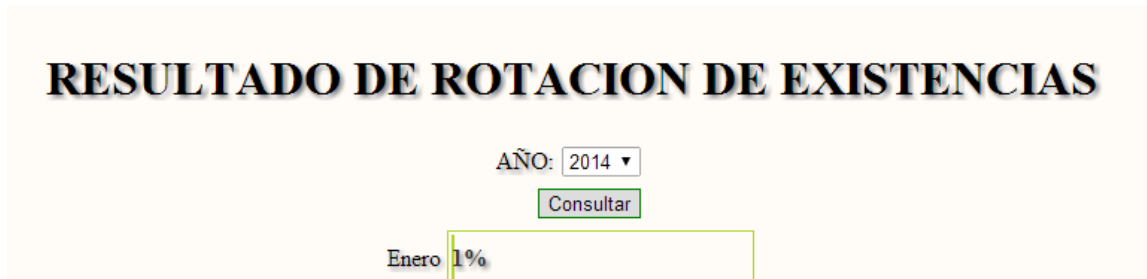 RESULTADO DE ROTACION DE EXISTENCIAS
AÑO: 2014
Consultar
Enero 1%